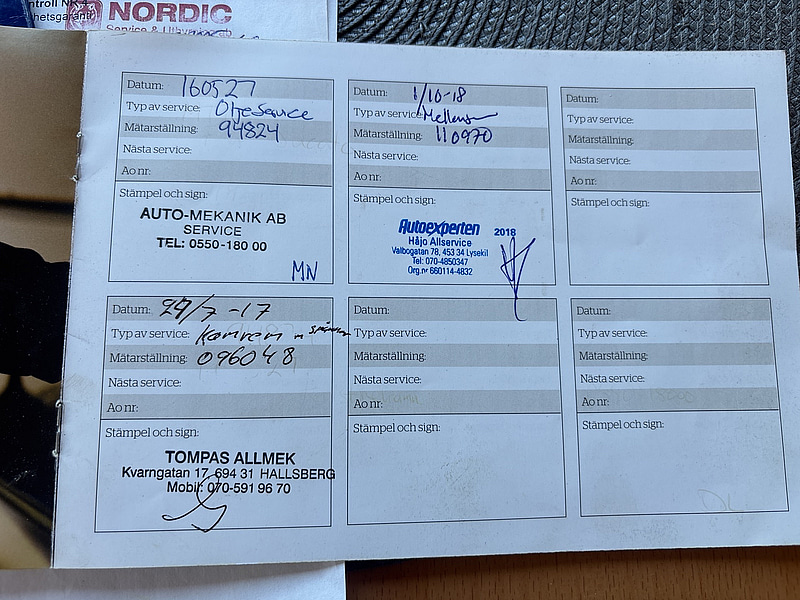 ntroll N
hetsgaranti
NORDIC
Datum: 160527
Typ av service: Oljeservice
Mätarställning: 94824
Nästa service:
Ao nr:
Stämpel och sign:
AUTO-MEKANIK AB
SERVICE
TEL: 0550-180 00
MN
Datum: 1/10-18
Typ av service: Mellan
Mätarställning: 110970
Nästa service:
Ao nr:
Stämpel och sign:
Autoexperten 2018
Håjo Allservice
Valbogatan 78, 453 34 Lysekil
Tel: 070-4850347
Org.nr 660114-4832
Datum:
Typ av service:
Mätarställning:
Nästa service:
Ao nr:
Stämpel och sign:
Datum: 27/7-17
Typ av service: Kamrem
Mätarställning: 096048
Nästa service:
Ao nr:
Stämpel och sign:
TOMPAS ALLMEK
Kvarngatan 17, 694 31 HALLSBERG
Mobil: 070-591 96 70
Datum:
Typ av service:
Mätarställning:
Nästa service:
Ao nr:
Stämpel och sign:
Datum:
Typ av service:
Mätarställning:
Nästa service:
Ao nr:
Stämpel och sign: